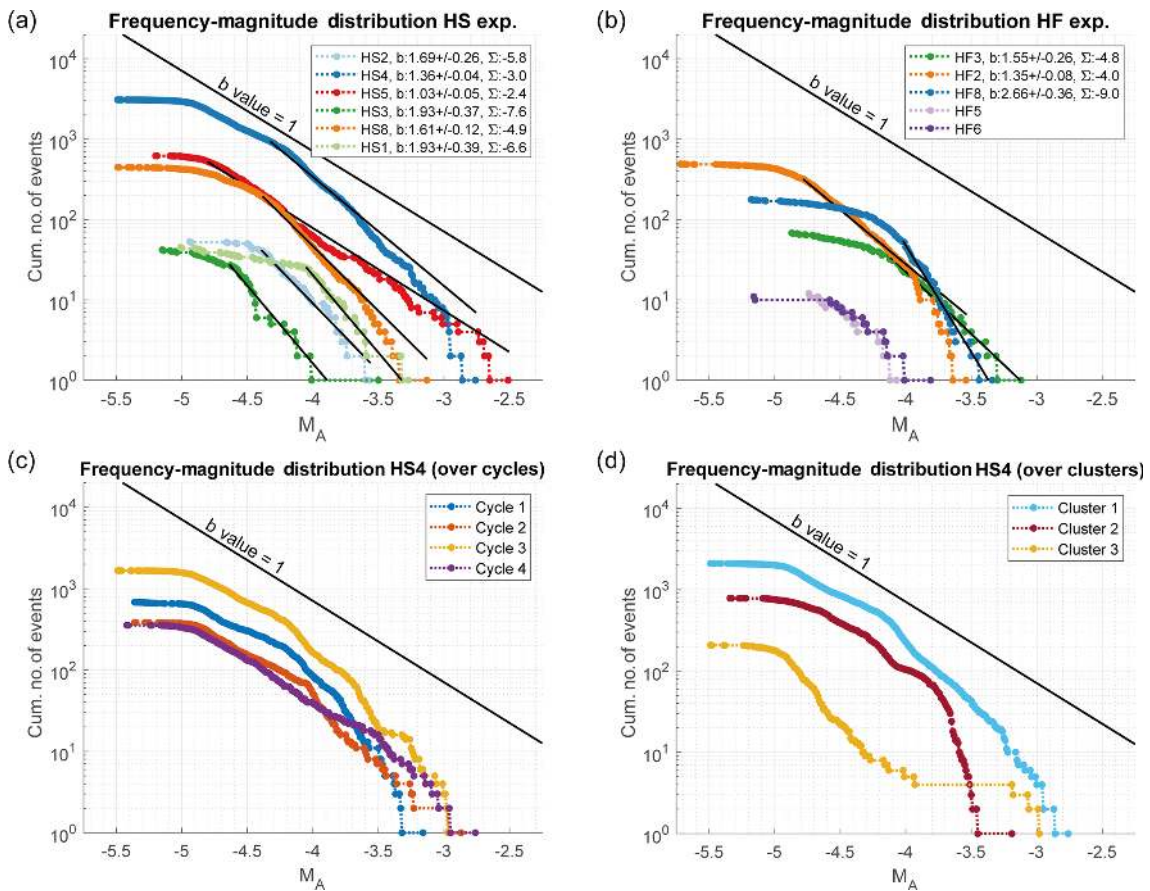 (a)
Frequency-magnitude distribution HS exp.
10^4
10^3
10^2
10^1
10^0
Cum. no. of events
b value = 1
HS2, b:1.69+/-0.26, Σ:-5.8
HS4, b:1.36+/-0.04, Σ:-3.0
HS5, b:1.03+/-0.05, Σ:-2.4
HS3, b:1.93+/-0.37, Σ:-7.6
HS8, b:1.61+/-0.12, Σ:-4.9
HS1, b:1.93+/-0.39, Σ:-6.6
-5.5 -5 -4.5 -4 -3.5 -3 -2.5
M_A
(b)
Frequency-magnitude distribution HF exp.
10^4
10^3
10^2
10^1
10^0
Cum. no. of events
b value = 1
HF3, b:1.55+/-0.26, Σ:-4.8
HF2, b:1.35+/-0.08, Σ:-4.0
HF8, b:2.66+/-0.36, Σ:-9.0
HF5
HF6
-5.5 -5 -4.5 -4 -3.5 -3 -2.5
M_A
(c)
Frequency-magnitude distribution HS4 (over cycles)
10^4
10^3
10^2
10^1
10^0
Cum. no. of events
b value = 1
Cycle 1
Cycle 2
Cycle 3
Cycle 4
-5.5 -5 -4.5 -4 -3.5 -3 -2.5
M_A
(d)
Frequency-magnitude distribution HS4 (over clusters)
10^4
10^3
10^2
10^1
10^0
Cum. no. of events
b value = 1
Cluster 1
Cluster 2
Cluster 3
-5.5 -5 -4.5 -4 -3.5 -3 -2.5
M_A